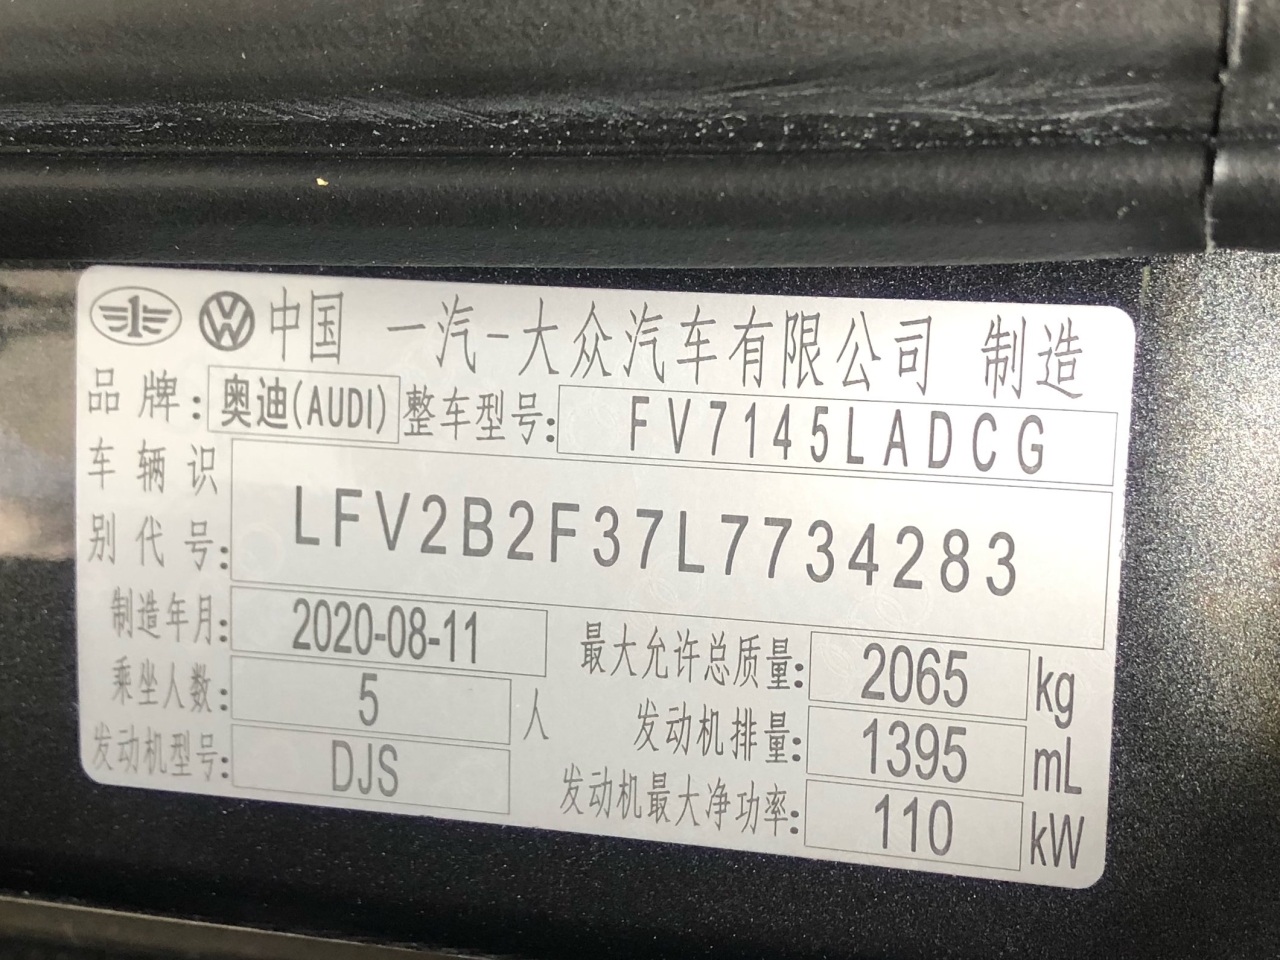 中国 一汽-大众汽车有限公司 制造
品牌: 奥迪(AUDI) 整车型号: FV7145LADCG
车辆识别代号: LFV2B2F37L7734283
制造年月: 2020-08-11 最大允许总质量: 2065 kg
乘坐人数: 5 人 发动机排量: 1395 mL
发动机型号: DJS 发动机最大净功率: 110 kW